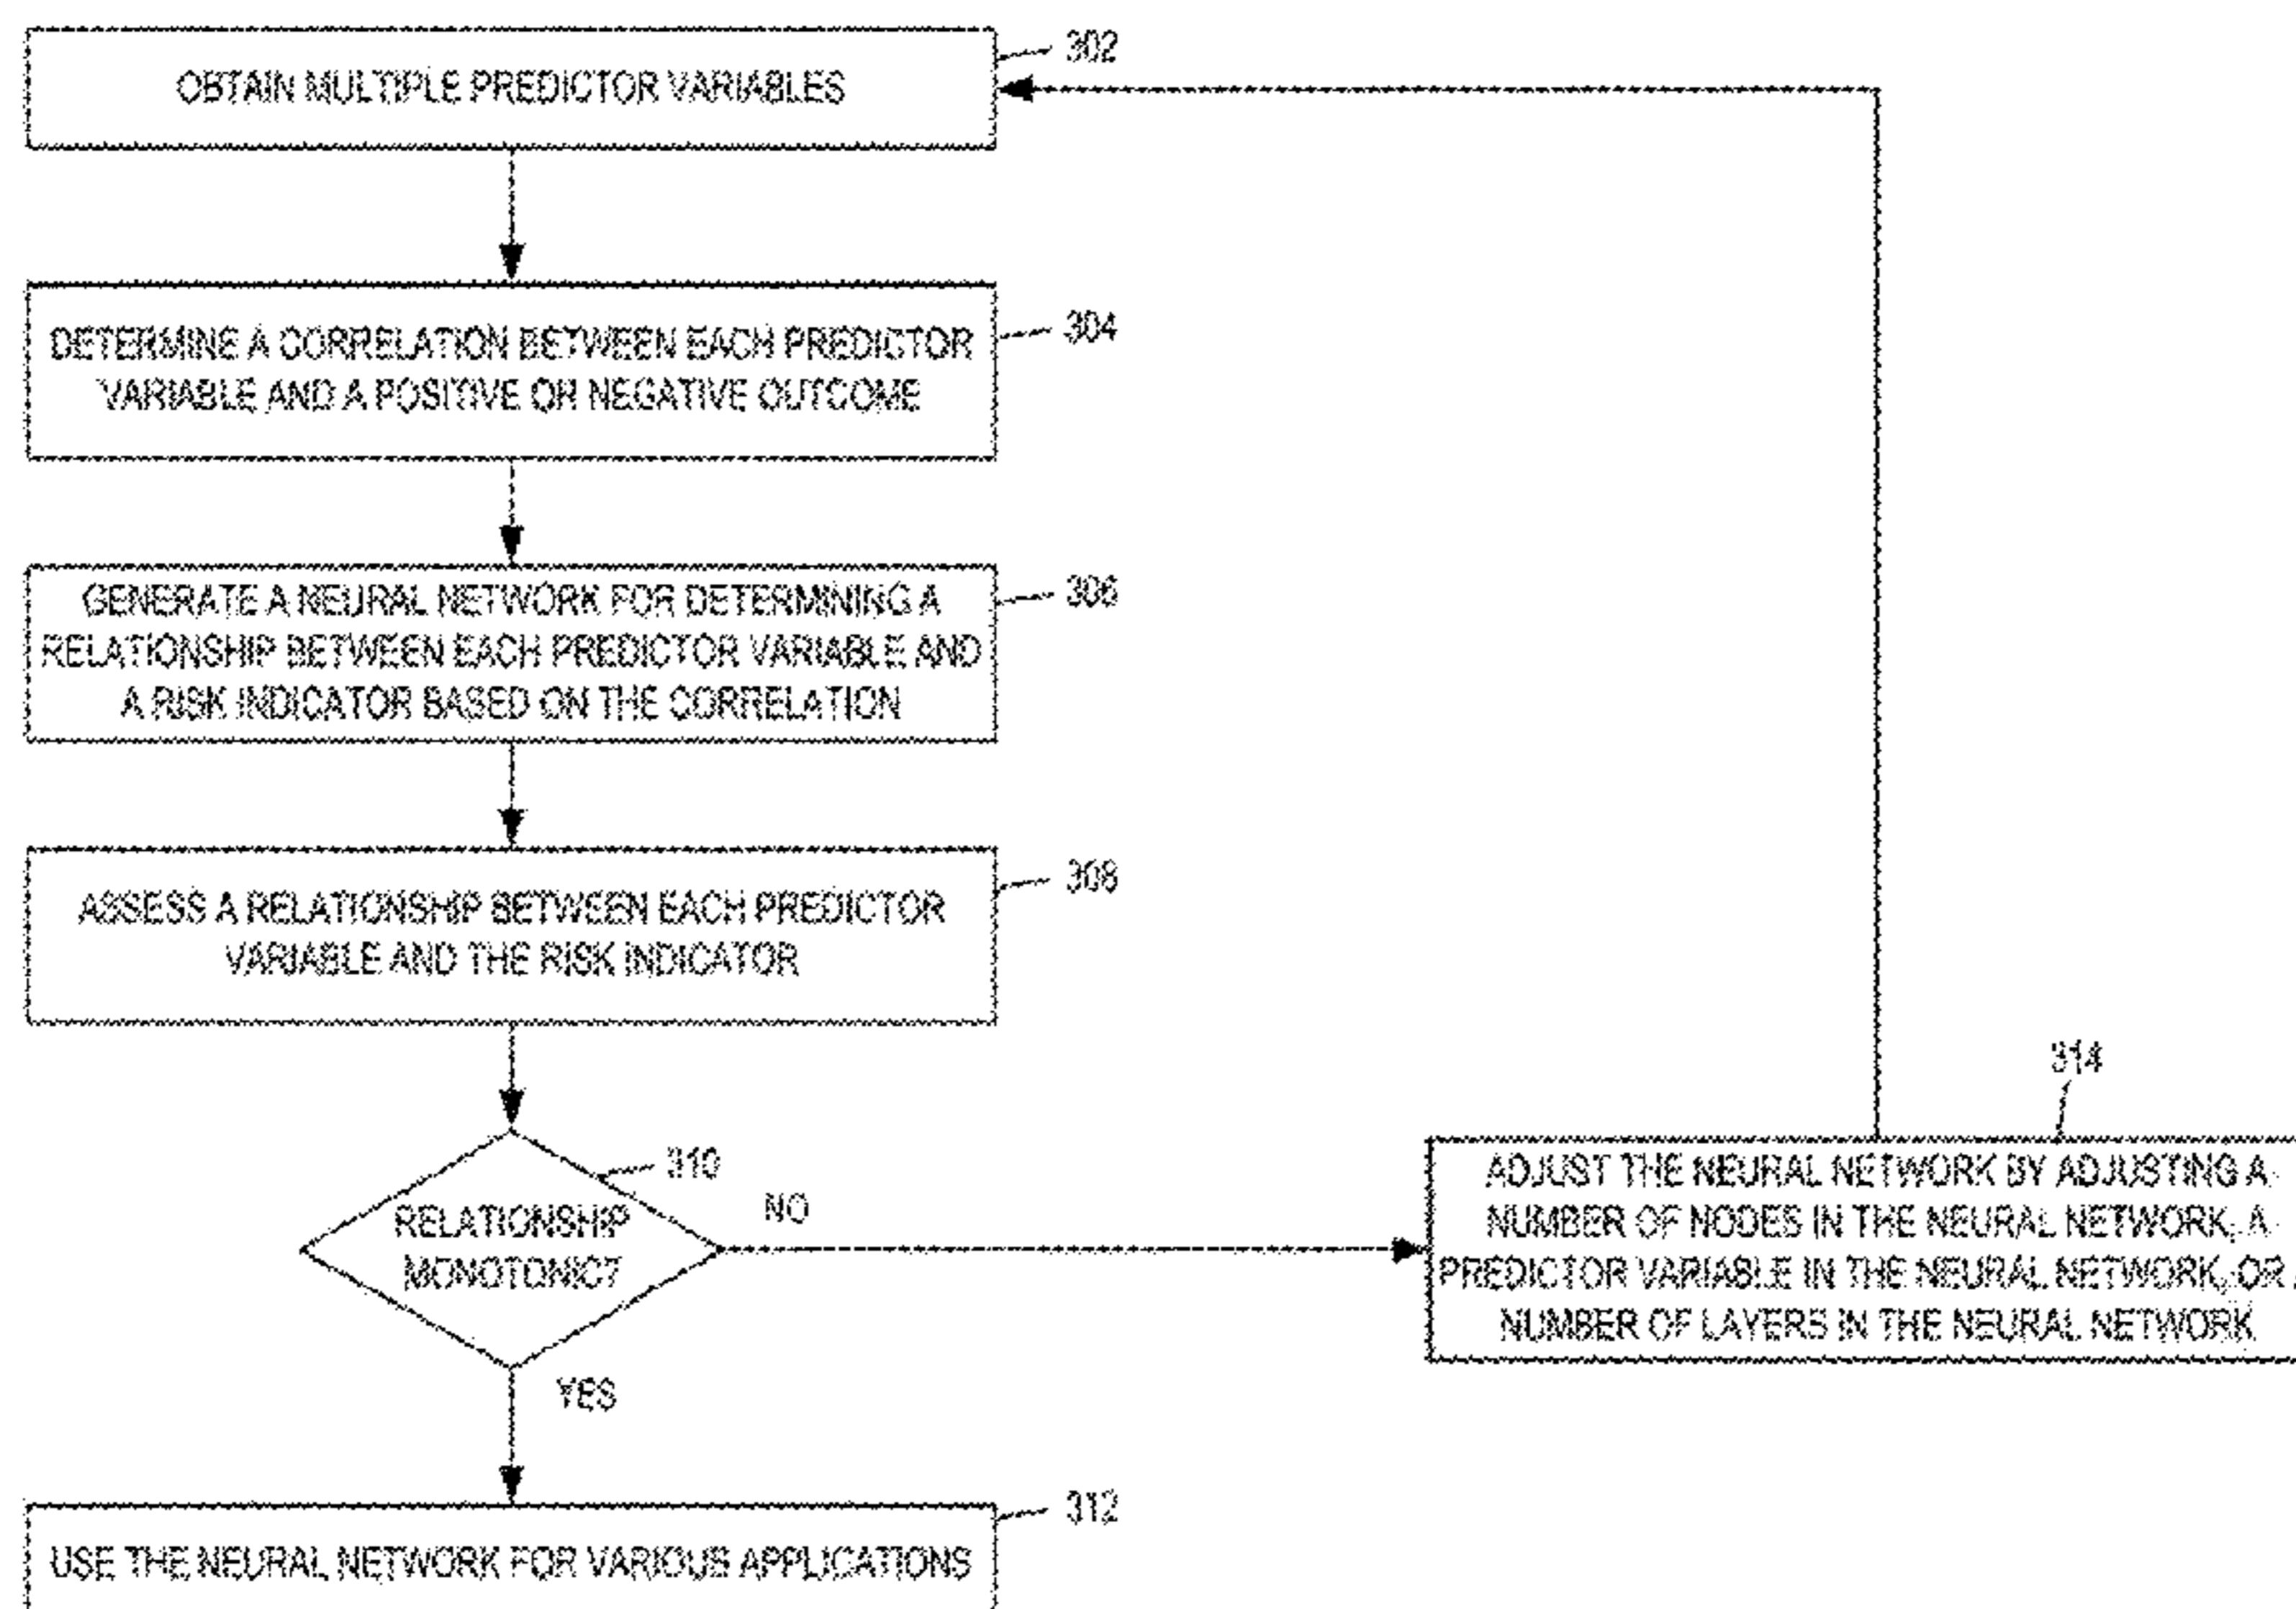 302
OBTAIN MULTIPLE PREDICTOR VARIABLES
304
DETERMINE A CORRELATION BETWEEN EACH PREDICTOR
VARIABLE AND A POSITIVE OR NEGATIVE OUTCOME
306
GENERATE A NEURAL NETWORK FOR DETERMINING A
RELATIONSHIP BETWEEN EACH PREDICTOR VARIABLE AND
A RISK INDICATOR BASED ON THE CORRELATION
308
ASSESS A RELATIONSHIP BETWEEN EACH PREDICTOR
VARIABLE AND THE RISK INDICATOR
310
RELATIONSHIP
MONOTONIC?
NO
YES
314
ADJUST THE NEURAL NETWORK BY ADJUSTING A
NUMBER OF NODES IN THE NEURAL NETWORK, A
PREDICTOR VARIABLE IN THE NEURAL NETWORK, OR
NUMBER OF LAYERS IN THE NEURAL NETWORK
312
USE THE NEURAL NETWORK FOR VARIOUS APPLICATIONS